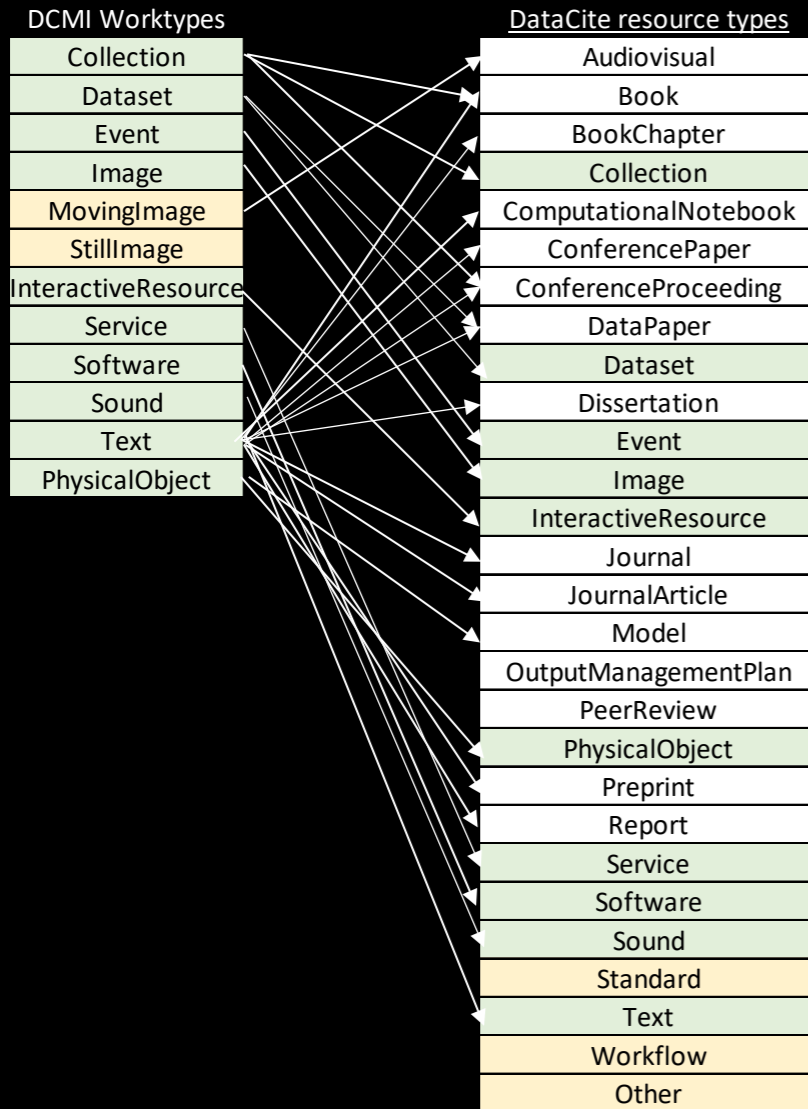 DCMI Worktypes
Collection
Dataset
Event
Image
MovingImage
StillImage
InteractiveResource
Service
Software
Sound
Text
PhysicalObject
DataCite resource types
Audiovisual
Book
BookChapter
Collection
ComputationalNotebook
ConferencePaper
ConferenceProceeding
DataPaper
Dataset
Dissertation
Event
Image
InteractiveResource
Journal
JournalArticle
Model
OutputManagementPlan
PeerReview
PhysicalObject
Preprint
Report
Service
Software
Sound
Standard
Text
Workflow
Other